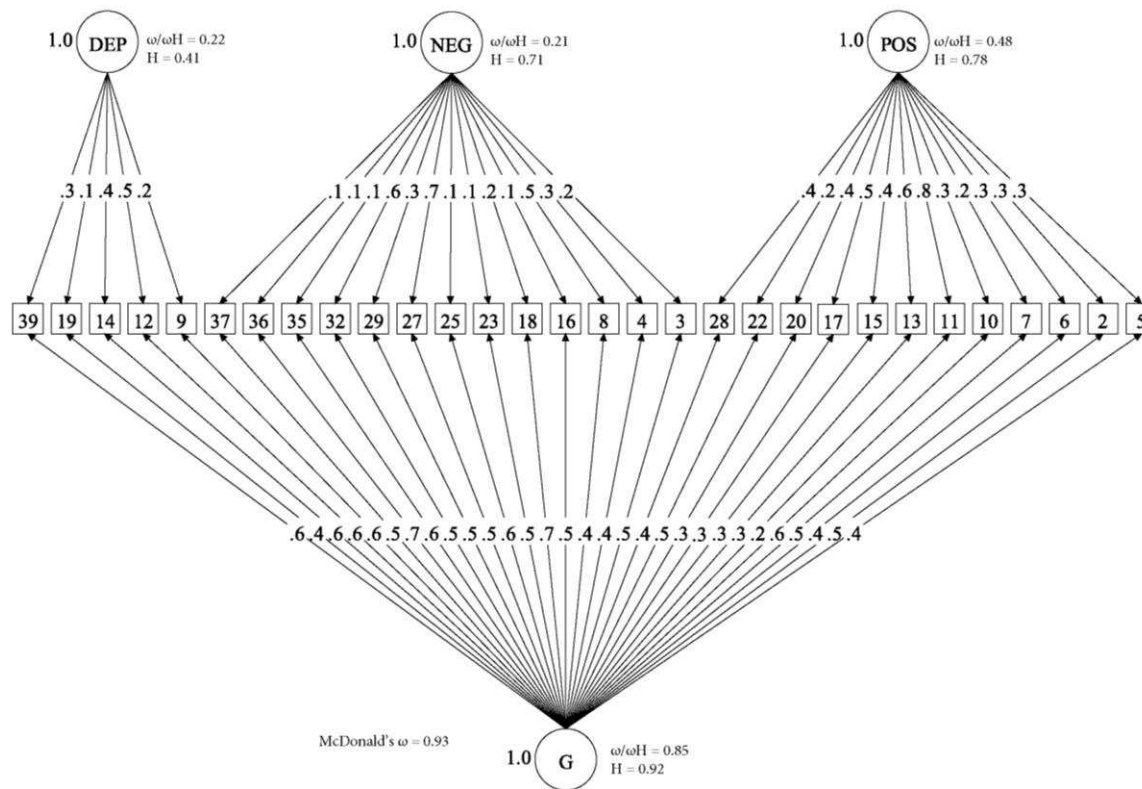 1.0 DEP ω/ωH = 0.22
H = 0.41
1.0 NEG ω/ωH = 0.21
H = 0.71
1.0 POS ω/ωH = 0.48
H = 0.78
.3 .1 .4 .5 .2 .1 .1 .1 .6 .3 .7 .1 .1 .2 .1 .5 .3 .2 .4 .2 .4 .5 .4 .6 .8 .3 .2 .3 .3 .3
39 19 14 12 9 37 36 35 32 29 27 25 23 18 16 8 4 3 28 22 20 17 15 13 11 10 7 6 2 5
.6 .4 .6 .6 .6 .5 .7 .6 .5 .5 .5 .6 .5 .7 .5 .4 .4 .5 .4 .5 .3 .3 .3 .3 .2 .6 .5 .4 .5 .4
McDonald's ω = 0.93
1.0 G ω/ωH = 0.85
H = 0.92